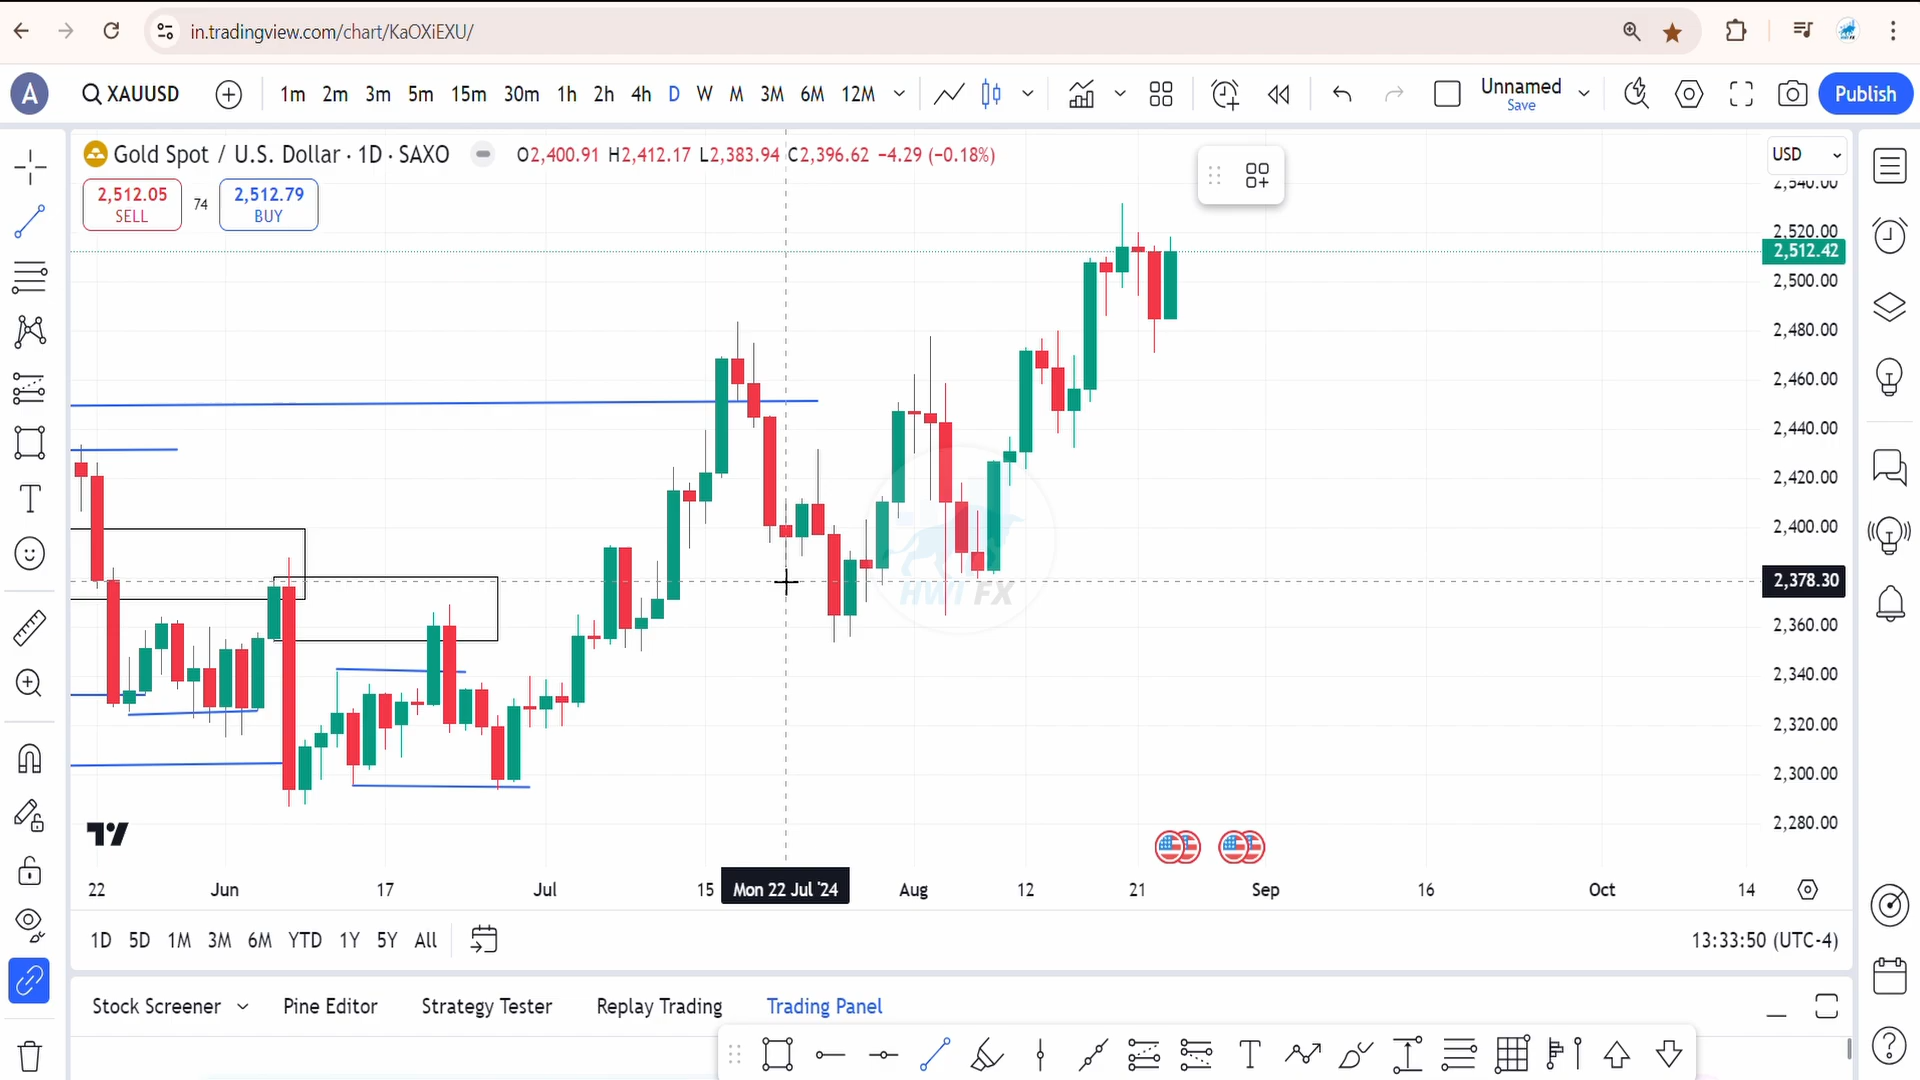 in.tradingview.com/chart/KaOXiEXU/
A XAUUSD 1m 2m 3m 5m 15m 30m 1h 2h 4h D W M 3M 6M 12M Unnamed Save Publish
Gold Spot / U.S. Dollar · 1D · SAXO O2,400.91 H2,412.17 L2,383.94 C2,396.62 −4.29 (−0.18%)
USD
2,512.05 SELL 74 2,512.79 BUY
2,540.00
2,520.00
2,512.42
2,500.00
2,480.00
2,460.00
2,440.00
2,420.00
2,400.00
2,378.30
2,360.00
2,340.00
2,320.00
2,300.00
2,280.00
HWI FX
22 Jun 17 Jul 15 Mon 22 Jul '24 Aug 12 21 Sep 16 Oct 14
1D 5D 1M 3M 6M YTD 1Y 5Y All 13:33:50 (UTC-4)
Stock Screener Pine Editor Strategy Tester Replay Trading Trading Panel